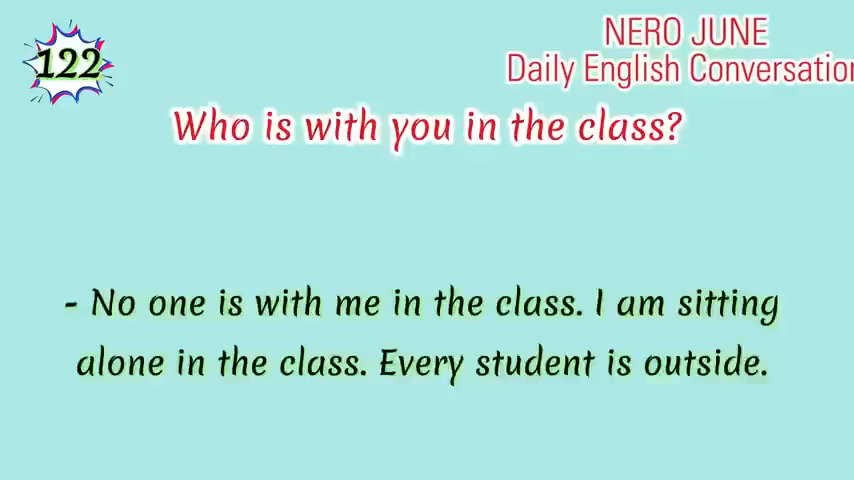 122
NERO JUNE
Daily English Conversation
Who is with you in the class?
- No one is with me in the class. I am sitting
alone in the class. Every student is outside.